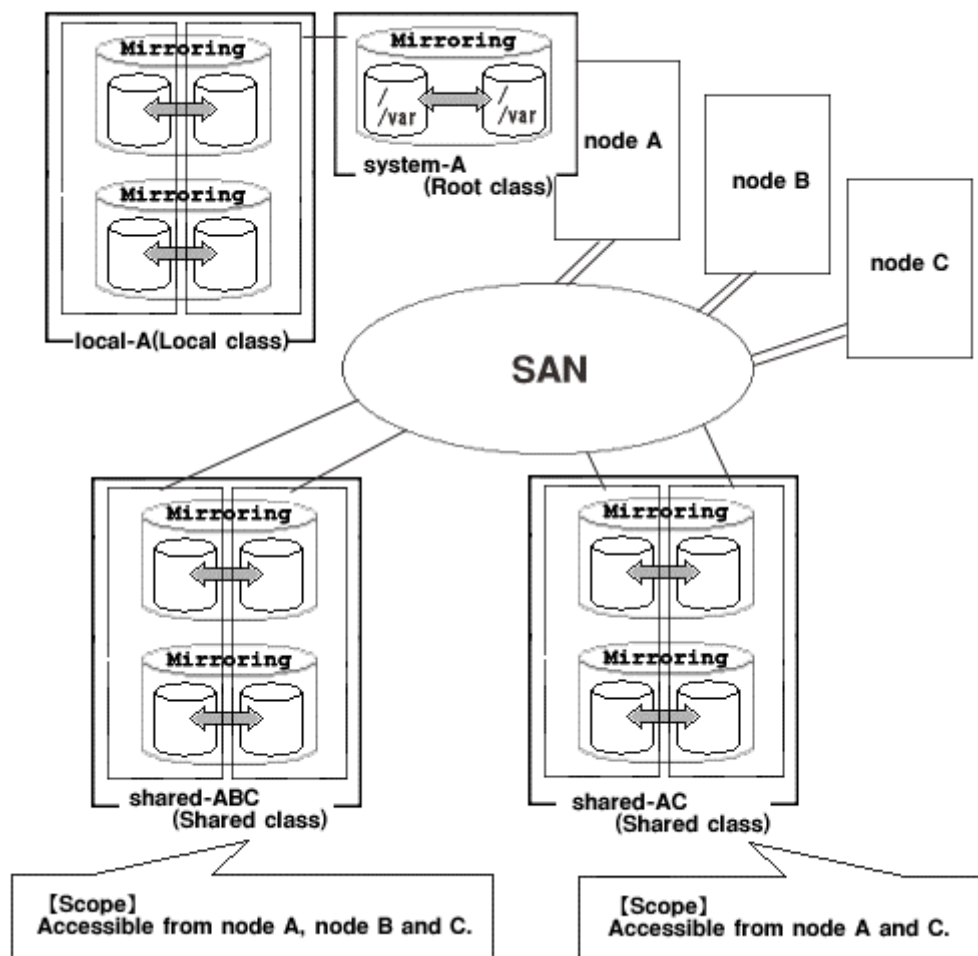 Mirroring
Mirroring
local-A(Local class)
Mirroring
/
/var
/
/var
system-A
(Root class)
node A
node B
node C
SAN
Mirroring
Mirroring
shared-ABC
(Shared class)
Mirroring
Mirroring
shared-AC
(Shared class)
【Scope】
Accessible from node A, node B and C.
【Scope】
Accessible from node A and C.